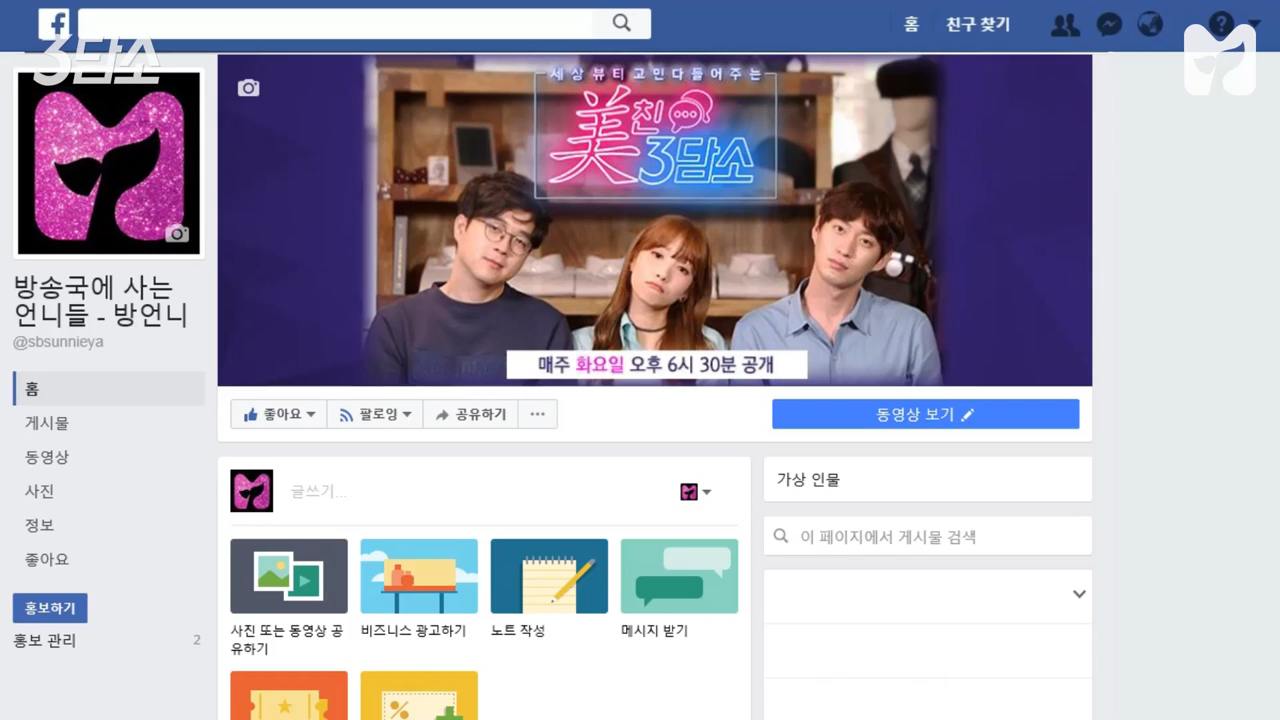 홈
친구 찾기
?
3담소
세상 뷰티 고민 다 들어주는
美친
3담소
매주 화요일 오후 6시 30분 공개
방송국에 사는
언니들 - 방언니
@sbsunnieya
홈
게시물
동영상
사진
정보
좋아요
홍보하기
홍보 관리 2
좋아요
팔로잉
공유하기
동영상 보기
글쓰기...
사진 또는 동영상 공
유하기
비즈니스 광고하기
노트 작성
메시지 받기
%
가상 인물
이 페이지에서 게시물 검색